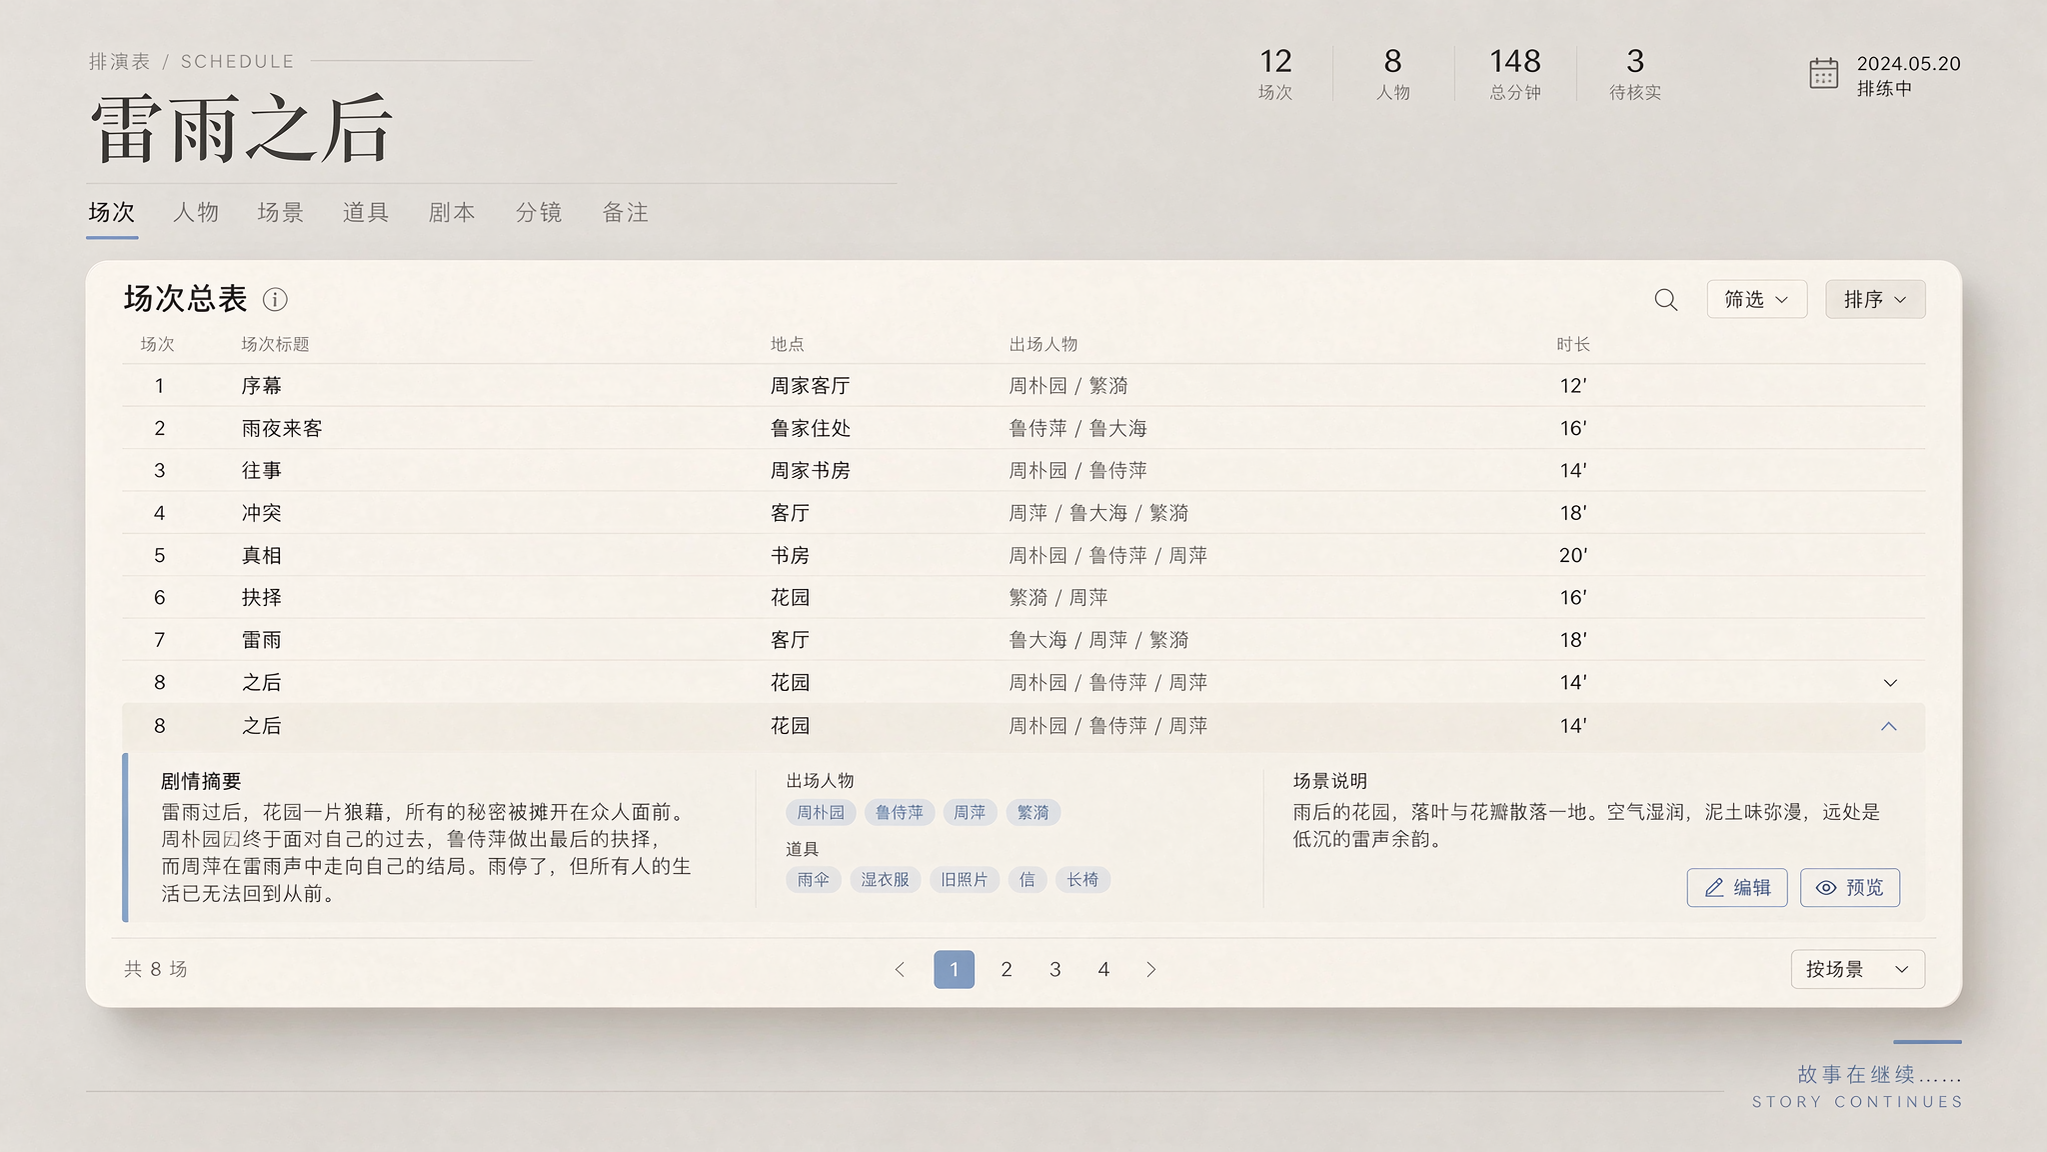 排演表 / SCHEDULE
雷雨之后
12 8 148 3
场次 人物 总分钟 待核实
2024.05.20
排练中
场次 人物 场景 道具 剧本 分镜 备注
场次总表
筛选 排序
场次 场次标题 地点 出场人物 时长
1 序幕 周家客厅 周朴园 / 繁漪 12'
2 雨夜来客 鲁家住处 鲁侍萍 / 鲁大海 16'
3 往事 周家书房 周朴园 / 鲁侍萍 14'
4 冲突 客厅 周萍 / 鲁大海 / 繁漪 18'
5 真相 书房 周朴园 / 鲁侍萍 / 周萍 20'
6 抉择 花园 繁漪 / 周萍 16'
7 雷雨 客厅 鲁大海 / 周萍 / 繁漪 18'
8 之后 花园 周朴园 / 鲁侍萍 / 周萍 14'
8 之后 花园 周朴园 / 鲁侍萍 / 周萍 14'
剧情摘要
雷雨过后，花园一片狼藉，所有的秘密被摊开在众人面前。
周朴园终于面对自己的过去，鲁侍萍做出最后的抉择，
而周萍在雷雨声中走向自己的结局。雨停了，但所有人的生
活已无法回到从前。
出场人物
周朴园 鲁侍萍 周萍 繁漪
道具
雨伞 湿衣服 旧照片 信 长椅
场景说明
雨后的花园，落叶与花瓣散落一地。空气湿润，泥土味弥漫，远处是
低沉的雷声余韵。
编辑 预览
共 8 场
1 2 3 4
按场景
故事在继续……
STORY CONTINUES